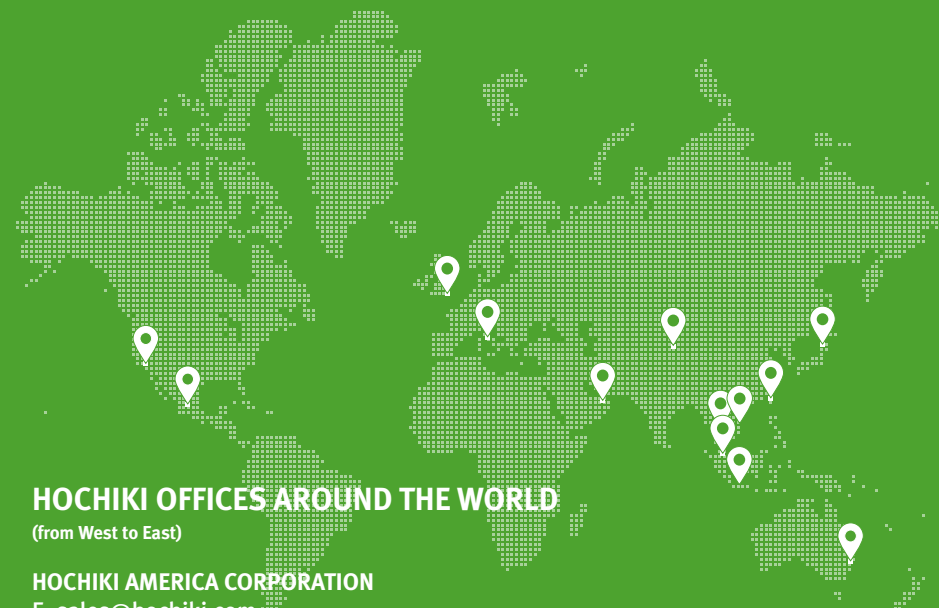 HOCHIKI OFFICES AROUND THE WORLD
(from West to East)
HOCHIKI AMERICA CORPORATION